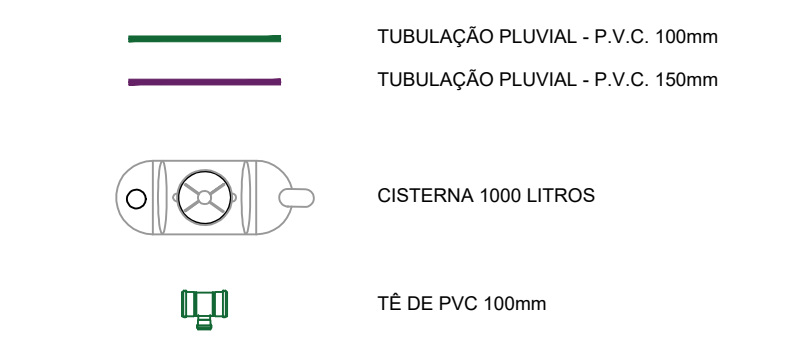 TUBULAÇÃO PLUVIAL - P.V.C. 100mm
TUBULAÇÃO PLUVIAL - P.V.C. 150mm
CISTERNA 1000 LITROS
TÊ DE PVC 100mm